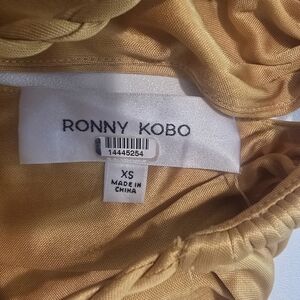 RONNY KOBO
14445254
XS
MADE IN
CHINA